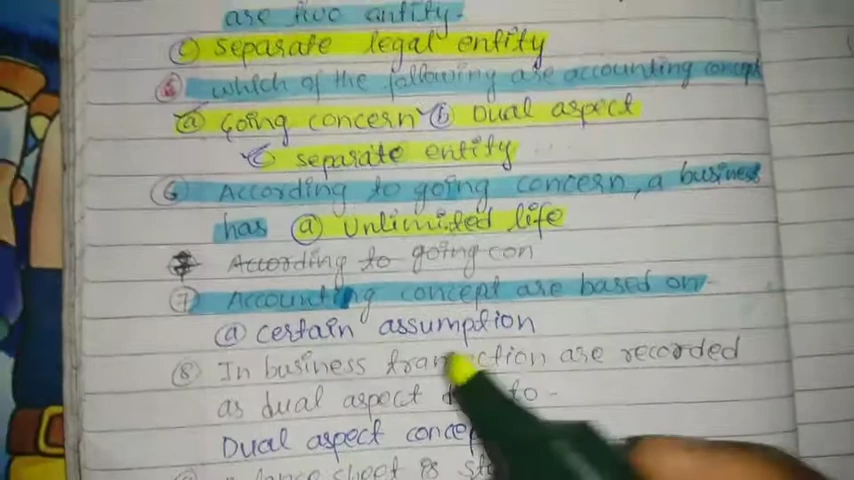 are two entity.
(c) separate legal entity
(5) which of the following are accounting concept
(a) Going concern (b) Dual aspect
(c) separate entity
(6) According to going concern, a business
has (a) Unlimited life
According to going con
(7) Accounting concept are based on-
(a) certain assumption
(8) In business are recorded
as dual aspect to -
Dual aspect
sheet is